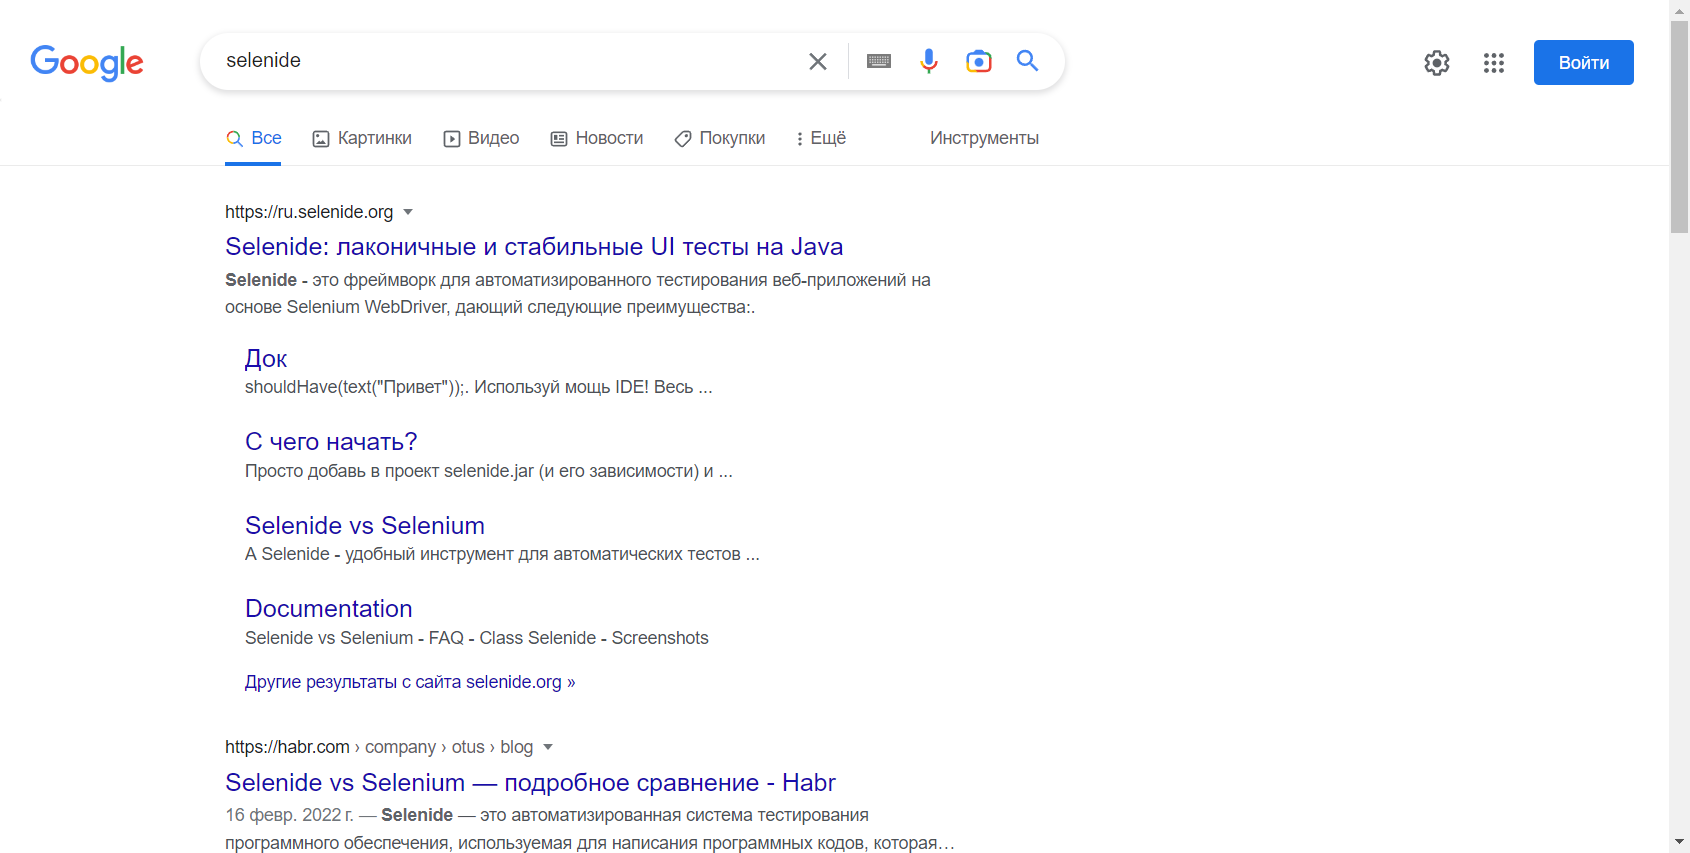 Google
selenide
Войти
Все
Картинки
Видео
Новости
Покупки
Ещё
Инструменты
https://ru.selenide.org
Selenide: лаконичные и стабильные UI тесты на Java
Selenide - это фреймворк для автоматизированного тестирования веб-приложений на
основе Selenium WebDriver, дающий следующие преимущества:.
Док
shouldHave(text("Привет"));. Используй мощь IDE! Весь ...
С чего начать?
Просто добавь в проект selenide.jar (и его зависимости) и ...
Selenide vs Selenium
А Selenide - удобный инструмент для автоматических тестов ...
Documentation
Selenide vs Selenium - FAQ - Class Selenide - Screenshots
Другие результаты с сайта selenide.org »
https://habr.com › company › otus › blog
Selenide vs Selenium — подробное сравнение - Habr
16 февр. 2022 г. — Selenide — это автоматизированная система тестирования
программного обеспечения, используемая для написания программных кодов, которая…